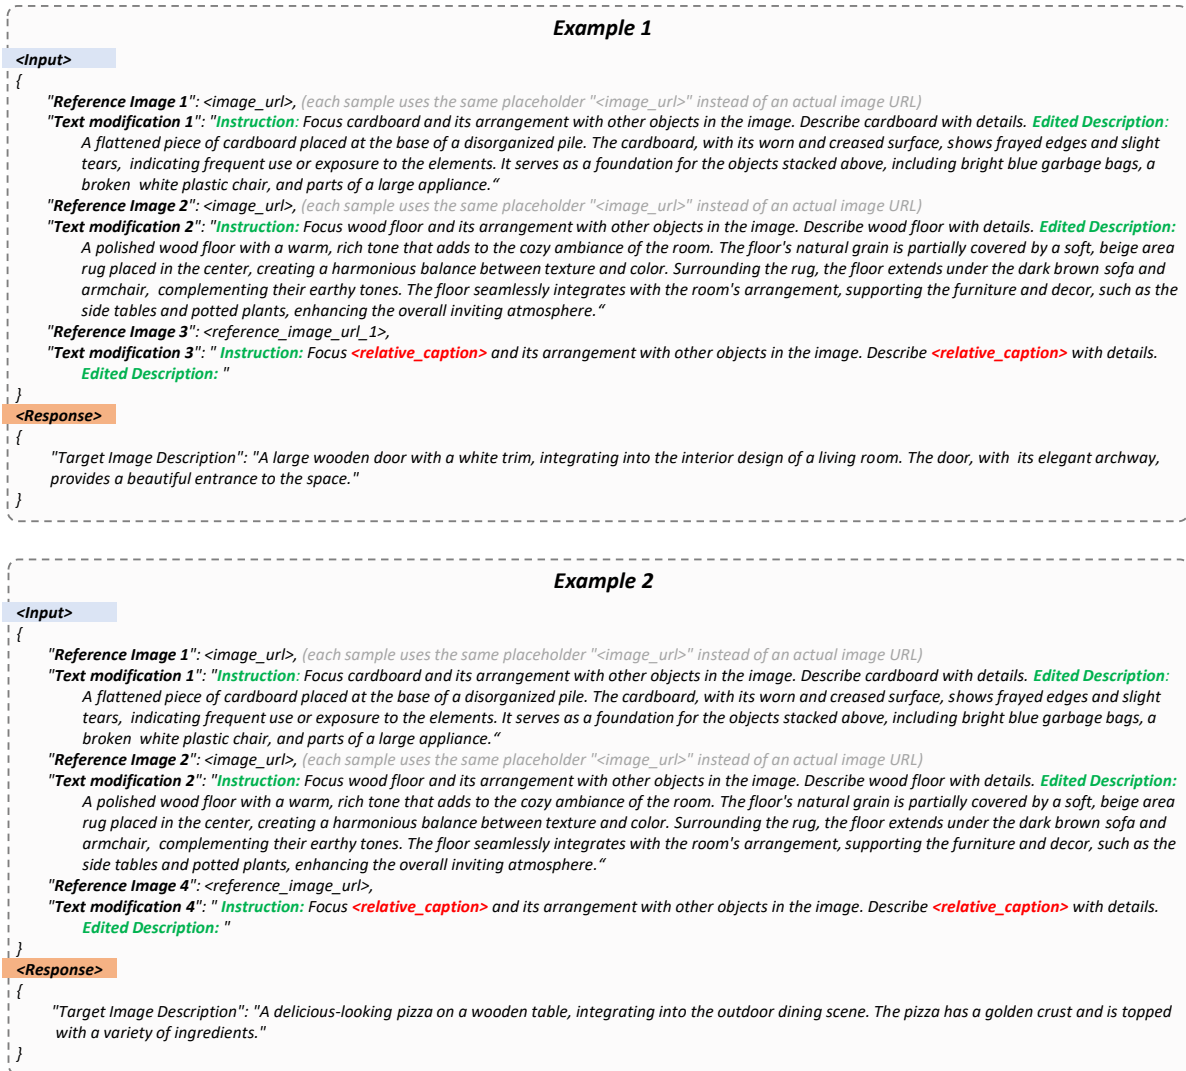 Example 1
<Input>
{
"Reference Image 1": <image_url>, (each sample uses the same placeholder "<image_url>" instead of an actual image URL)
"Text modification 1": "Instruction: Focus cardboard and its arrangement with other objects in the image. Describe cardboard with details. Edited Description:
A flattened piece of cardboard placed at the base of a disorganized pile. The cardboard, with its worn and creased surface, shows frayed edges and slight
tears, indicating frequent use or exposure to the elements. It serves as a foundation for the objects stacked above, including bright blue garbage bags, a
broken white plastic chair, and parts of a large appliance.“
"Reference Image 2": <image_url>, (each sample uses the same placeholder "<image_url>" instead of an actual image URL)
"Text modification 2": "Instruction: Focus wood floor and its arrangement with other objects in the image. Describe wood floor with details. Edited Description:
A polished wood floor with a warm, rich tone that adds to the cozy ambiance of the room. The floor's natural grain is partially covered by a soft, beige area
rug placed in the center, creating a harmonious balance between texture and color. Surrounding the rug, the floor extends under the dark brown sofa and
armchair, complementing their earthy tones. The floor seamlessly integrates with the room's arrangement, supporting the furniture and decor, such as the
side tables and potted plants, enhancing the overall inviting atmosphere.“
"Reference Image 3": <reference_image_url_1>,
"Text modification 3": " Instruction: Focus <relative_caption> and its arrangement with other objects in the image. Describe <relative_caption> with details.
Edited Description: "
}
<Response>
{
"Target Image Description": "A large wooden door with a white trim, integrating into the interior design of a living room. The door, with its elegant archway,
provides a beautiful entrance to the space."
}
Example 2
<Input>
{
"Reference Image 1": <image_url>, (each sample uses the same placeholder "<image_url>" instead of an actual image URL)
"Text modification 1": "Instruction: Focus cardboard and its arrangement with other objects in the image. Describe cardboard with details. Edited Description:
A flattened piece of cardboard placed at the base of a disorganized pile. The cardboard, with its worn and creased surface, shows frayed edges and slight
tears, indicating frequent use or exposure to the elements. It serves as a foundation for the objects stacked above, including bright blue garbage bags, a
broken white plastic chair, and parts of a large appliance.“
"Reference Image 2": <image_url>, (each sample uses the same placeholder "<image_url>" instead of an actual image URL)
"Text modification 2": "Instruction: Focus wood floor and its arrangement with other objects in the image. Describe wood floor with details. Edited Description:
A polished wood floor with a warm, rich tone that adds to the cozy ambiance of the room. The floor's natural grain is partially covered by a soft, beige area
rug placed in the center, creating a harmonious balance between texture and color. Surrounding the rug, the floor extends under the dark brown sofa and
armchair, complementing their earthy tones. The floor seamlessly integrates with the room's arrangement, supporting the furniture and decor, such as the
side tables and potted plants, enhancing the overall inviting atmosphere.“
"Reference Image 4": <reference_image_url>,
"Text modification 4": " Instruction: Focus <relative_caption> and its arrangement with other objects in the image. Describe <relative_caption> with details.
Edited Description: "
}
<Response>
{
"Target Image Description": "A delicious-looking pizza on a wooden table, integrating into the outdoor dining scene. The pizza has a golden crust and is topped
with a variety of ingredients."
}